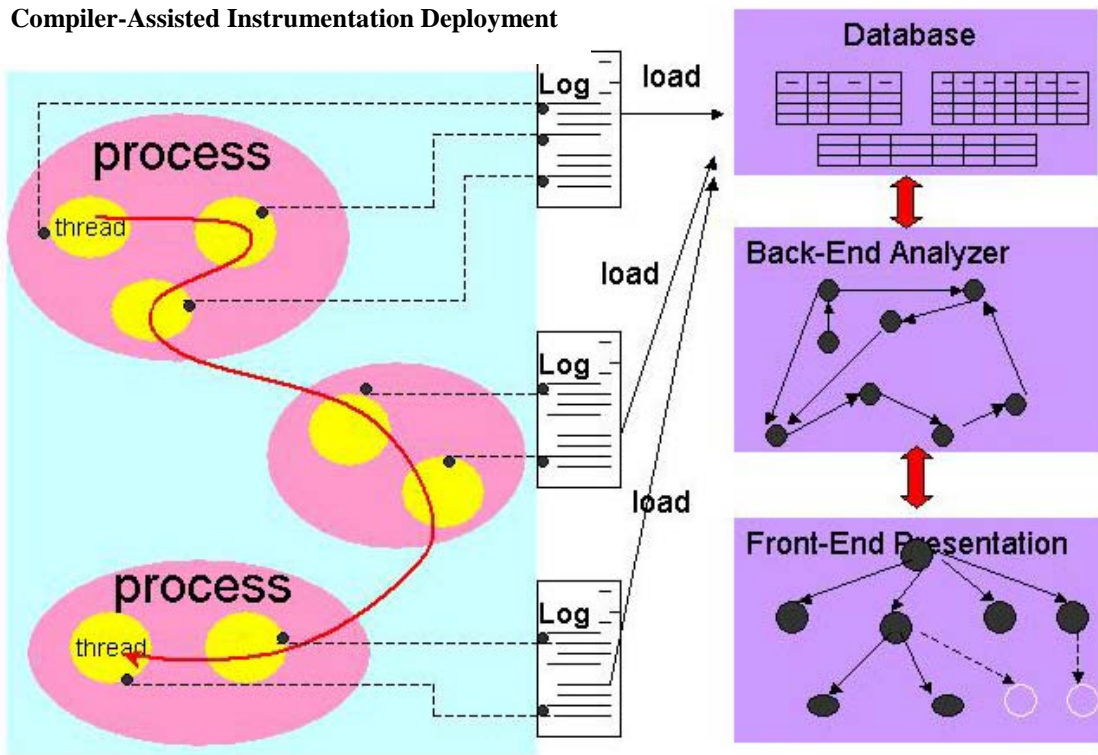 Compiler-Assisted Instrumentation Deployment
process
thread
process
thread
Log
load
Log
load
Log
load
Database
Back-End Analyzer
Front-End Presentation